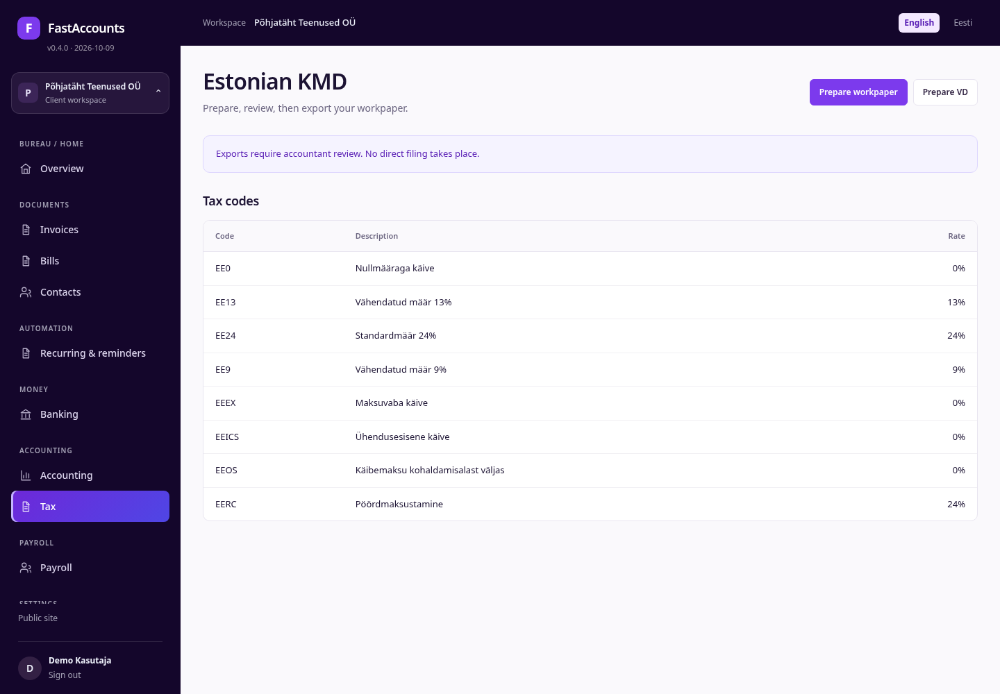 F FastAccounts
v0.4.0 · 2026-10-09
P Põhjatäht Teenused OÜ
Client workspace
BUREAU / HOME
Overview
DOCUMENTS
Invoices
Bills
Contacts
AUTOMATION
Recurring & reminders
MONEY
Banking
ACCOUNTING
Accounting
Tax
PAYROLL
Payroll
SETTINGS
Public site
D Demo Kasutaja
Sign out
Workspace Põhjatäht Teenused OÜ English Eesti
Estonian KMD
Prepare, review, then export your workpaper.
Prepare workpaper Prepare VD
Exports require accountant review. No direct filing takes place.
Tax codes
Code Description Rate
EE0 Nullmääraga käive 0%
EE13 Vähendatud määr 13% 13%
EE24 Standardmäär 24% 24%
EE9 Vähendatud määr 9% 9%
EEEX Maksuvaba käive 0%
EEICS Ühendusesisene käive 0%
EEOS Käibemaksu kohaldamisalast väljas 0%
EERC Pöördmaksustamine 24%